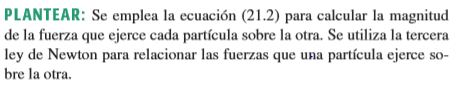 PLANTEAR: Se emplea la ecuación (21.2) para calcular la magnitud
de la fuerza que ejerce cada partícula sobre la otra. Se utiliza la tercera
ley de Newton para relacionar las fuerzas que una partícula ejerce so-
bre la otra.